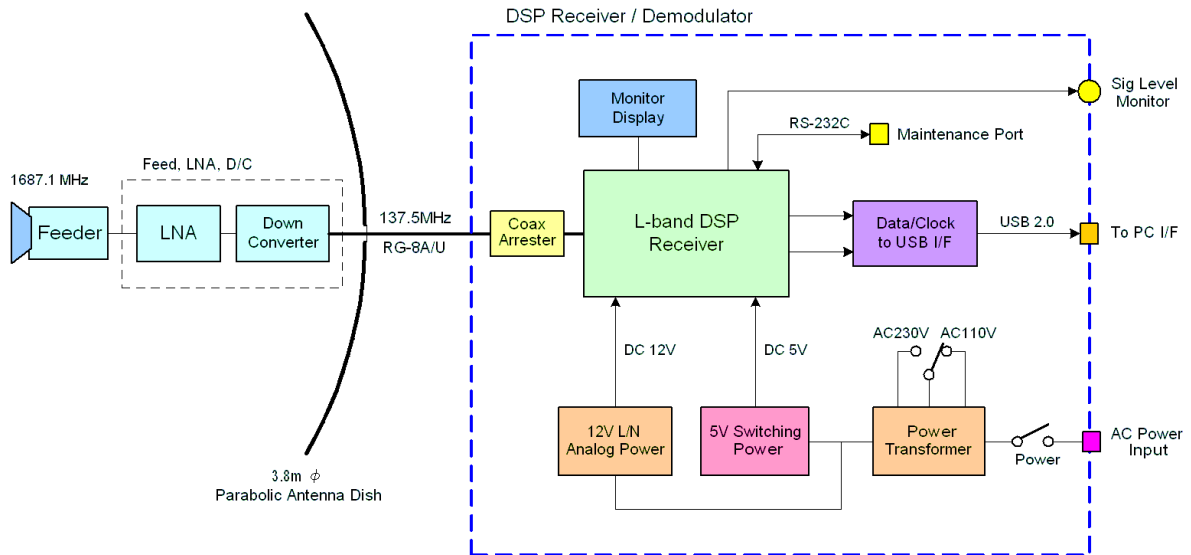 DSP Receiver / Demodulator
Monitor
Display
Sig Level
Monitor
RS-232C
Maintenance Port
Feed, LNA, D/C
1687.1 MHz
Feeder
LNA
Down
Converter
137.5MHz
RG-8A/U
Coax
Arrester
L-band DSP
Receiver
Data/Clock
to USB I/F
USB 2.0
To PC I/F
DC 12V
DC 5V
AC230V
AC110V
12V L/N
Analog Power
5V Switching
Power
Power
Transformer
Power
AC Power
Input
3.8m ϕ
Parabolic Antenna Dish